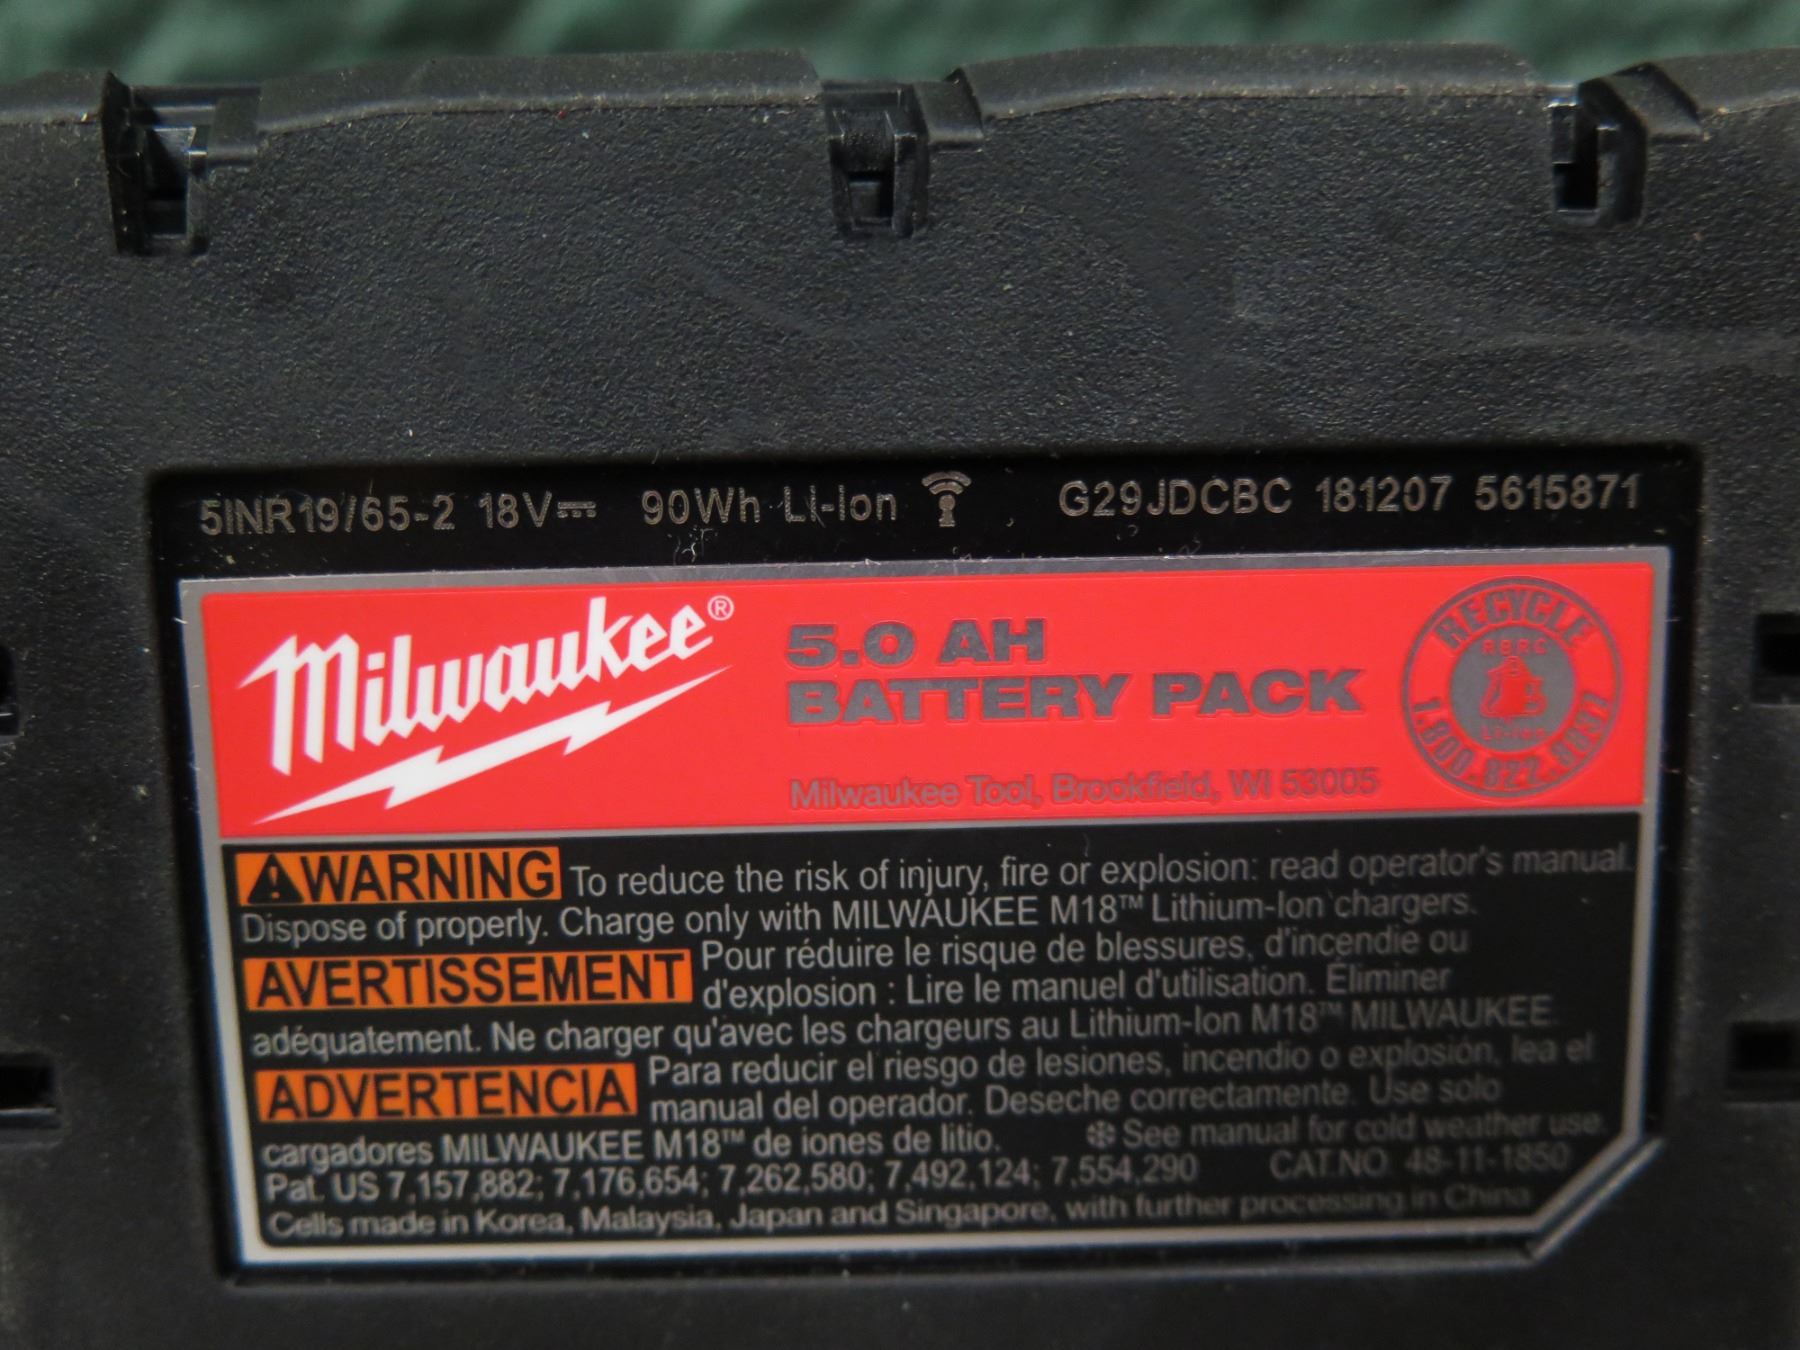 5INR19/65-2 18V⎓ 90Wh Li-Ion G29JDCBC 181207 5615871
Milwaukee®
5.0 AH
BATTERY PACK
Milwaukee Tool, Brookfield, WI 53005
RECYCLE
RBRC
Li-Ion
1.800.822.8837
WARNING To reduce the risk of injury, fire or explosion: read operator's manual.
Dispose of properly. Charge only with MILWAUKEE M18™ Lithium-Ion chargers.
AVERTISSEMENT Pour réduire le risque de blessures, d'incendie ou
d'explosion : Lire le manuel d'utilisation. Éliminer
adéquatement. Ne charger qu'avec les chargeurs au Lithium-Ion M18™ MILWAUKEE.
ADVERTENCIA Para reducir el riesgo de lesiones, incendio o explosión, lea el
manual del operador. Deseche correctamente. Use solo
cargadores MILWAUKEE M18™ de iones de litio. ❄ See manual for cold weather use.
Pat. US 7,157,882; 7,176,654; 7,262,580; 7,492,124; 7,554,290 CAT.NO. 48-11-1850
Cells made in Korea, Malaysia, Japan and Singapore, with further processing in China